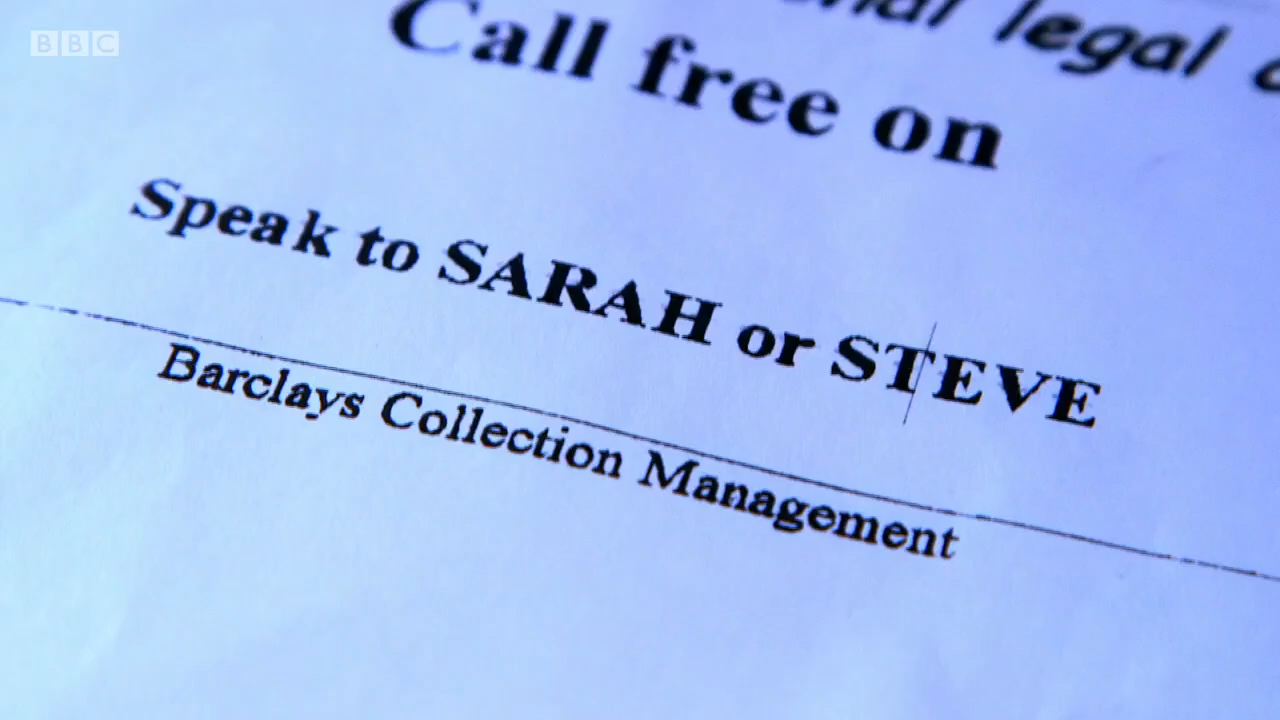 BBC
legal
Call free on
Speak to SARAH or STEVE
Barclays Collection Management